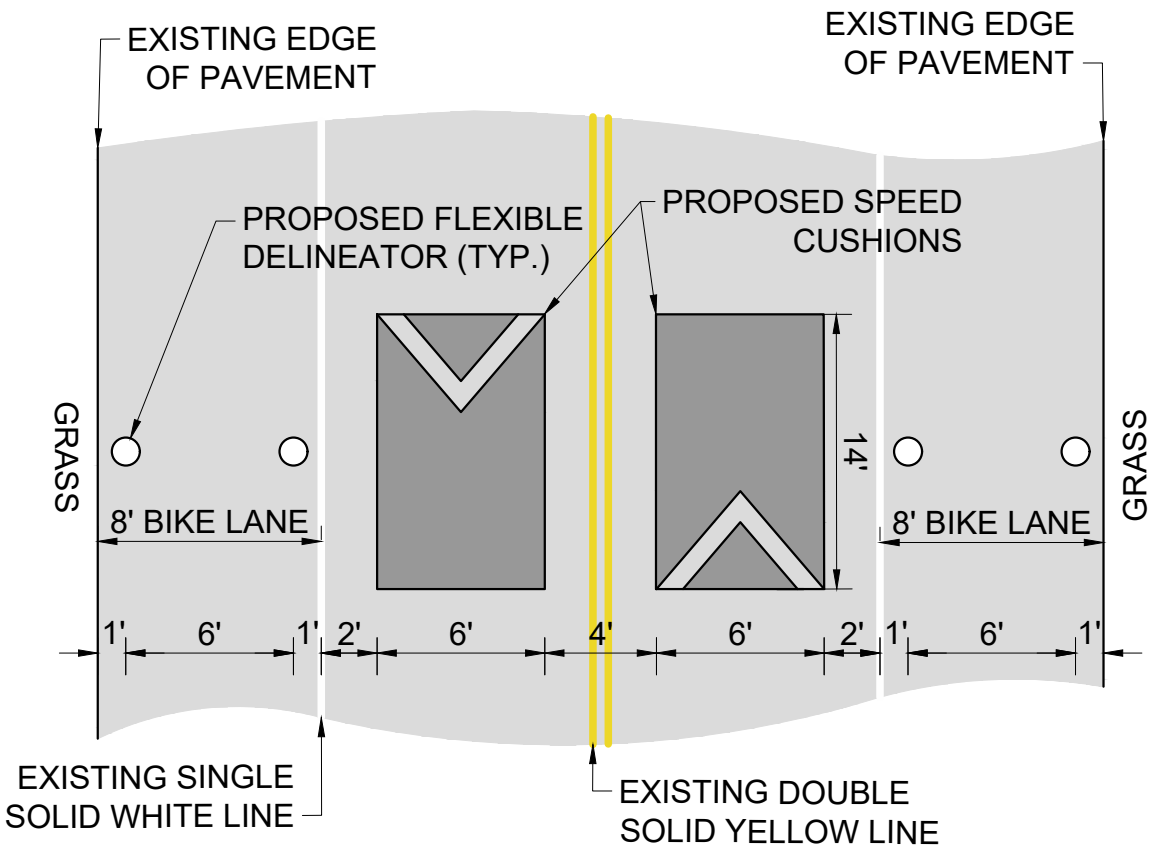 EXISTING EDGE
OF PAVEMENT
EXISTING EDGE
OF PAVEMENT
PROPOSED FLEXIBLE
DELINEATOR (TYP.)
PROPOSED SPEED
CUSHIONS
GRASS
14'
GRASS
8' BIKE LANE
8' BIKE LANE
1' 6' 1' 2' 6' 4' 6' 2' 1' 6' 1'
EXISTING SINGLE
SOLID WHITE LINE
EXISTING DOUBLE
SOLID YELLOW LINE